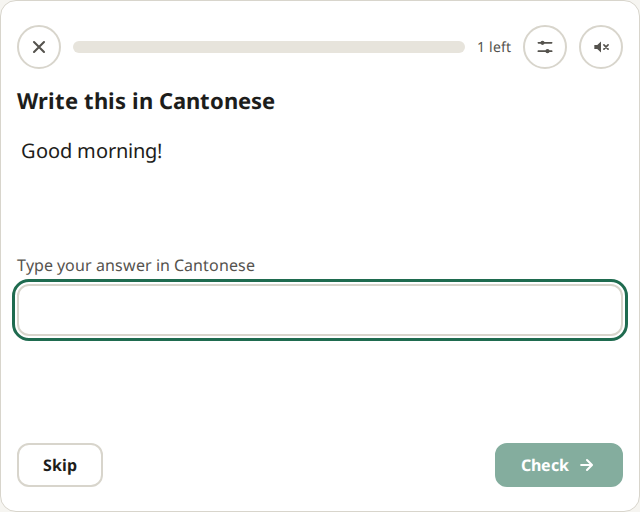 1 left
Write this in Cantonese
Good morning!
Type your answer in Cantonese
Skip
Check